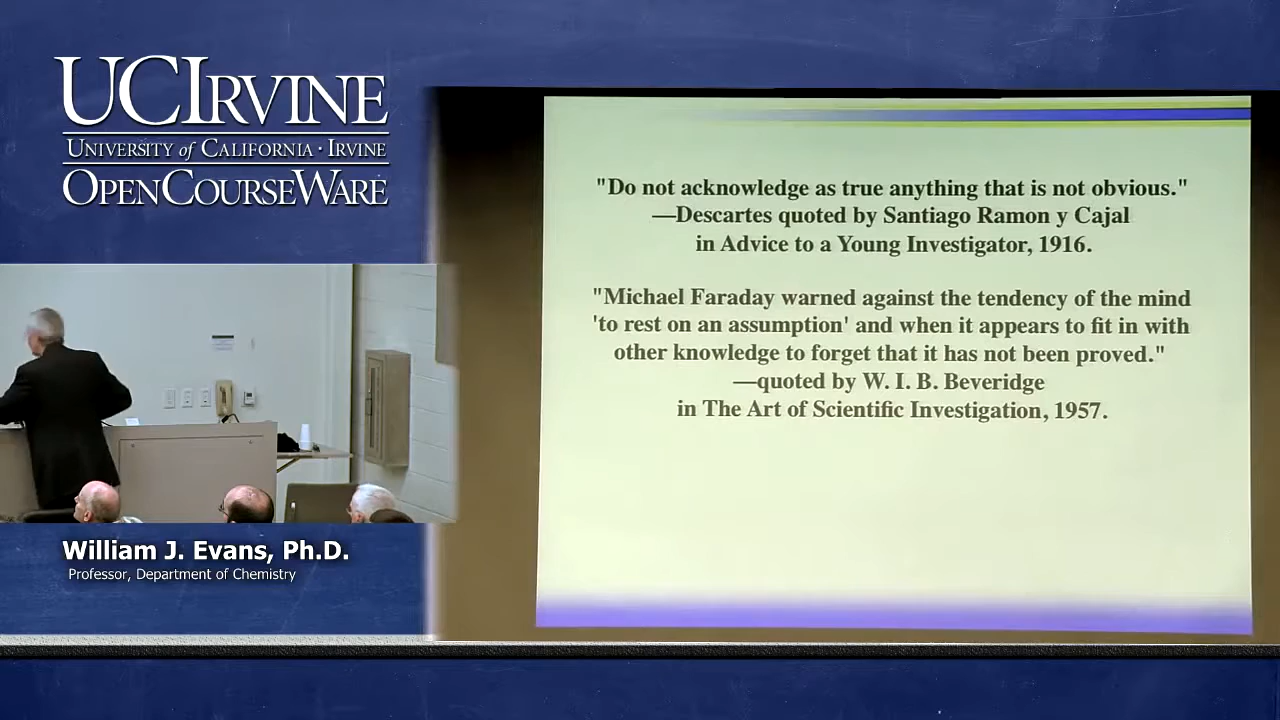 UCIRVINE
UNIVERSITY of CALIFORNIA · IRVINE
OPENCOURSEWARE
"Do not acknowledge as true anything that is not obvious."
—Descartes quoted by Santiago Ramon y Cajal
in Advice to a Young Investigator, 1916.
"Michael Faraday warned against the tendency of the mind
'to rest on an assumption' and when it appears to fit in with
other knowledge to forget that it has not been proved."
—quoted by W. I. B. Beveridge
in The Art of Scientific Investigation, 1957.
William J. Evans, Ph.D.
Professor, Department of Chemistry